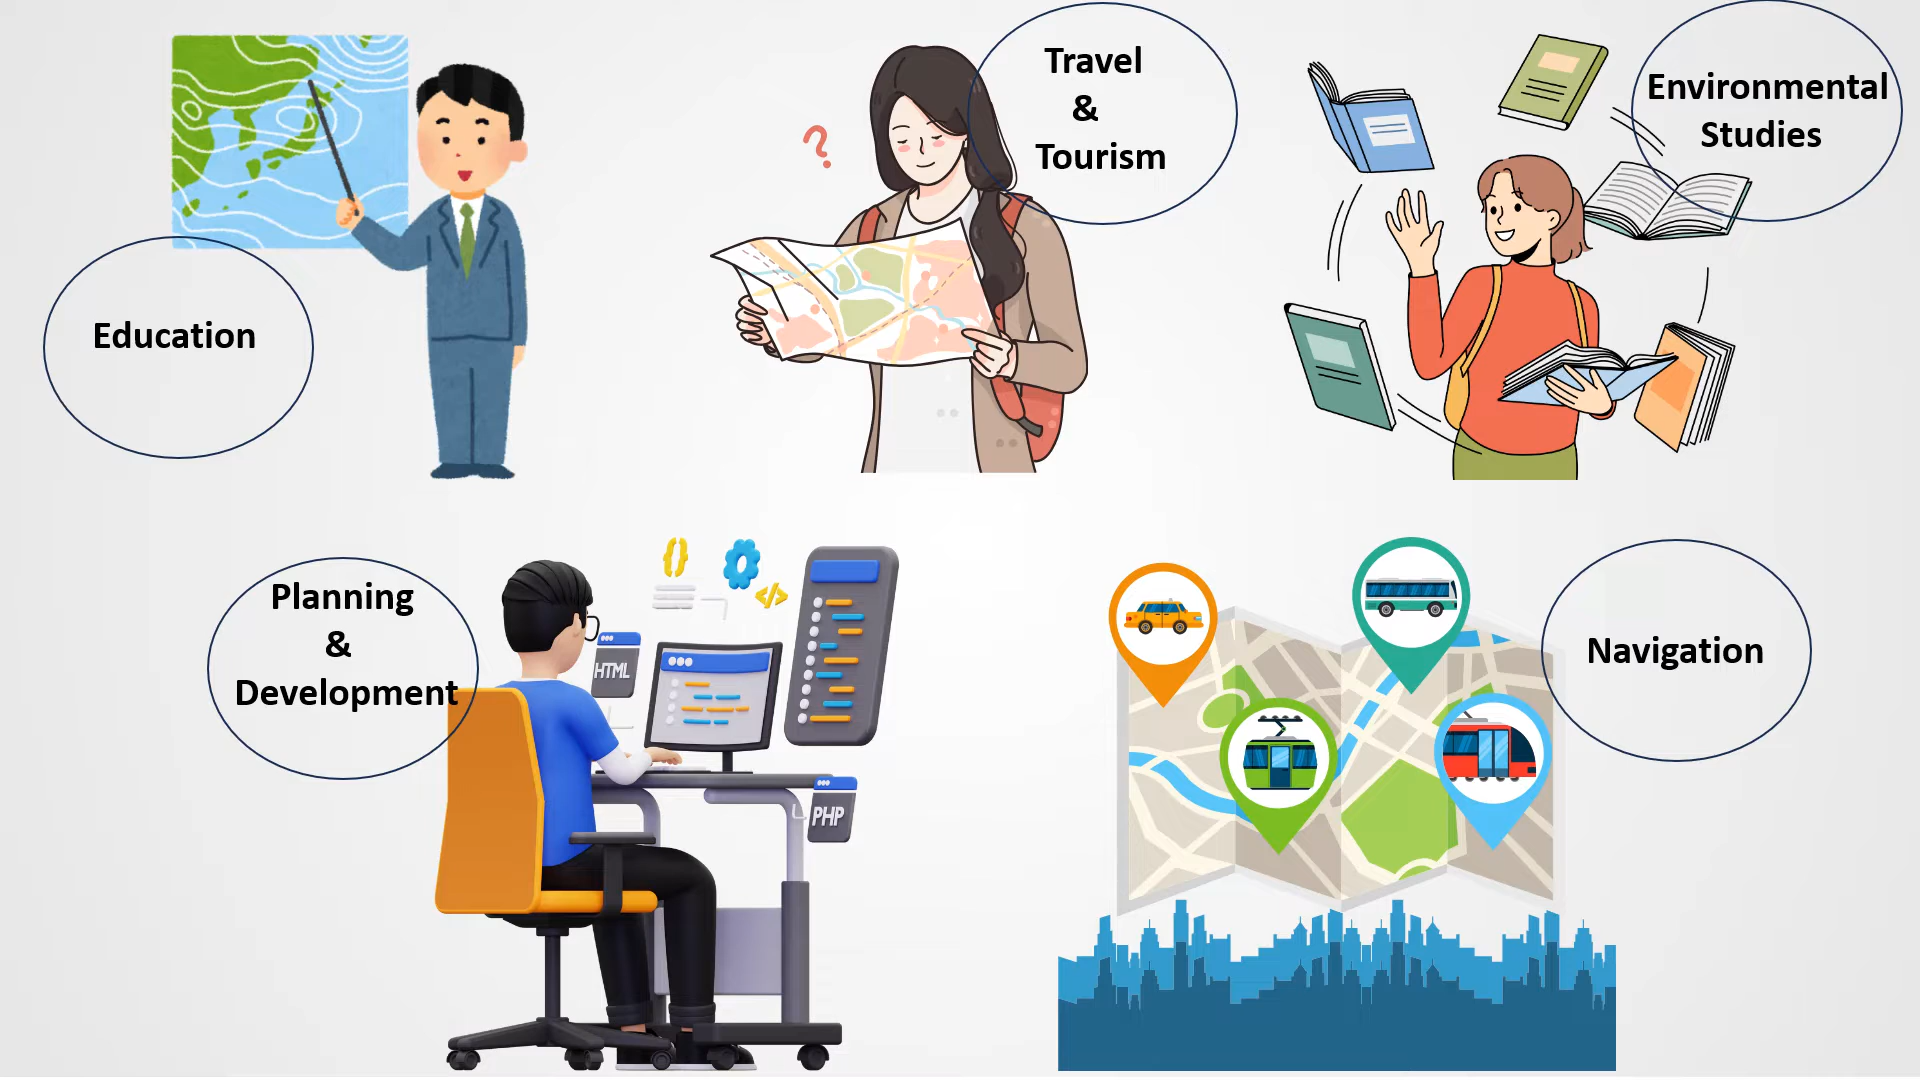 Travel
&
Tourism
Environmental
Studies
Education
Planning
&
Development
{}
</>
HTML
PHP
Navigation
?